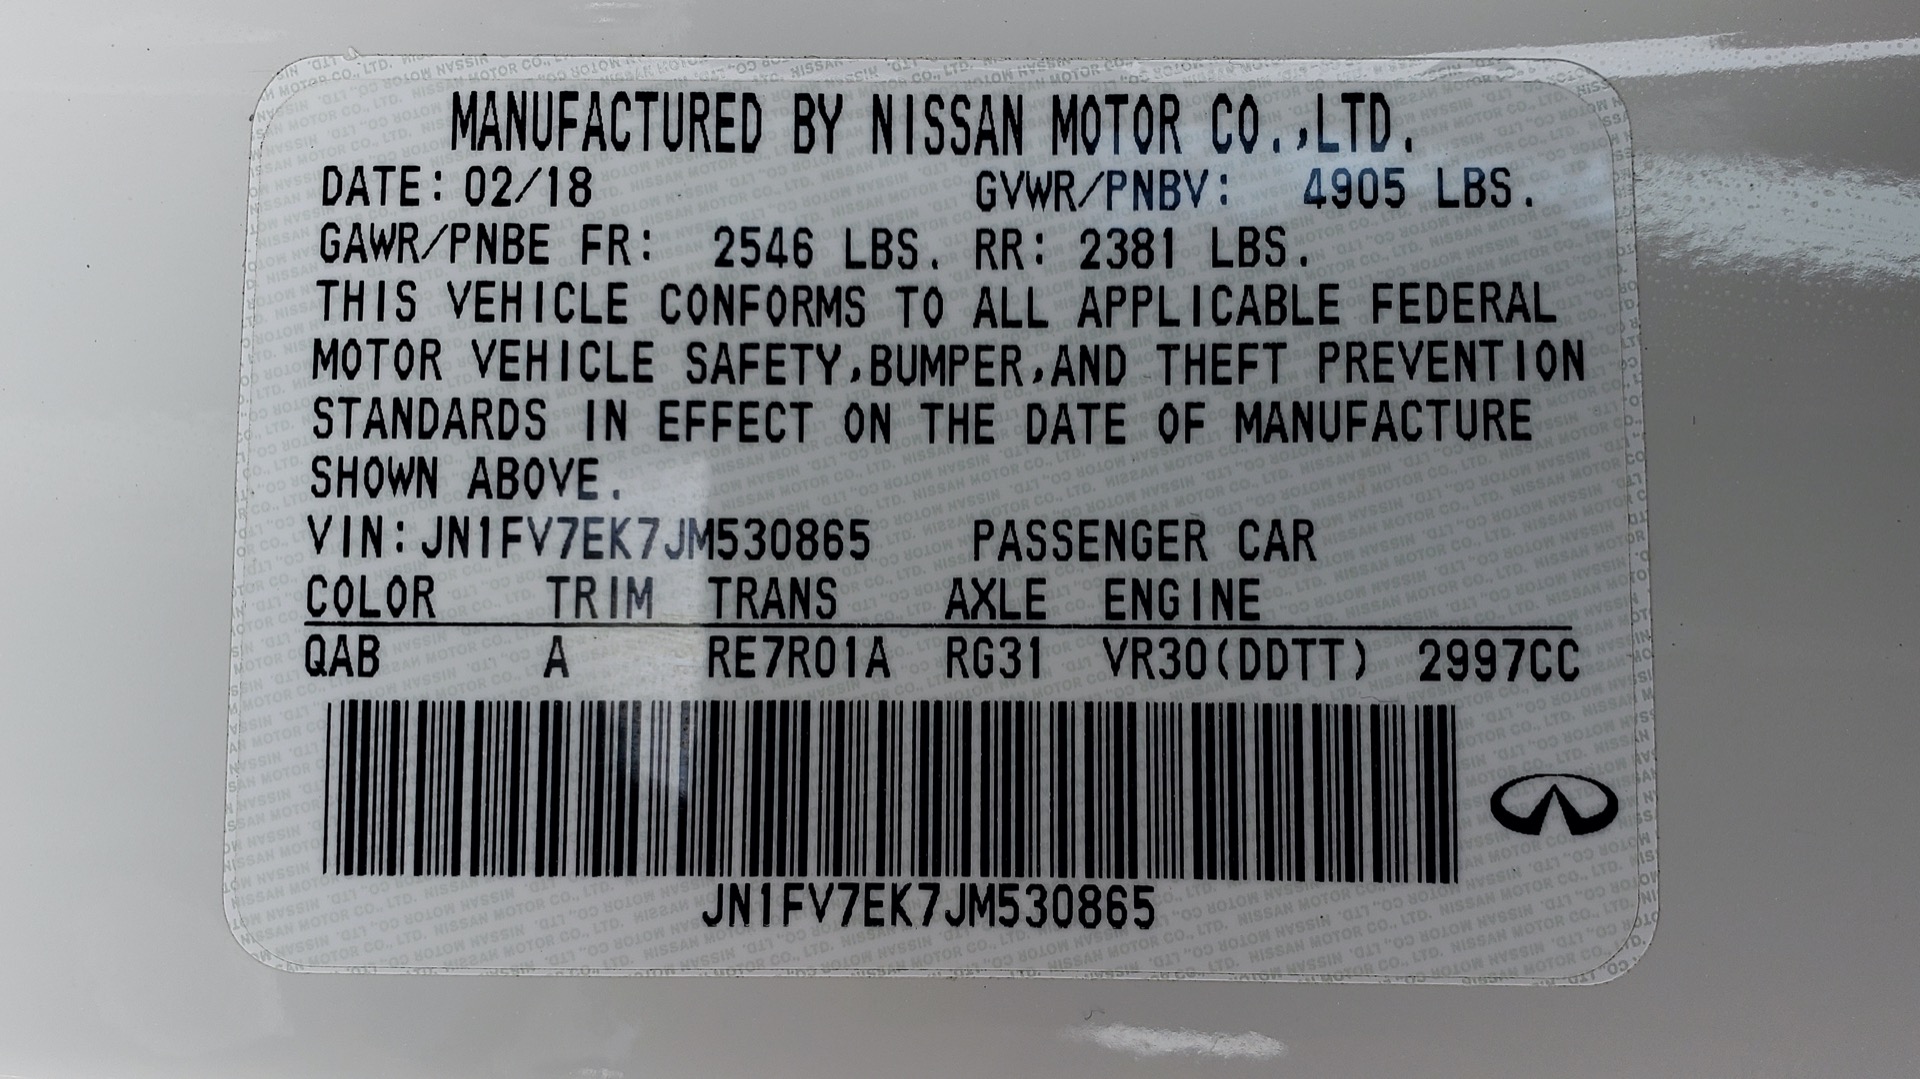 MANUFACTURED BY NISSAN MOTOR CO.,LTD.
DATE: 02/18 GVWR/PNBV: 4905 LBS.
GAWR/PNBE FR: 2546 LBS. RR: 2381 LBS.
THIS VEHICLE CONFORMS TO ALL APPLICABLE FEDERAL
MOTOR VEHICLE SAFETY,BUMPER,AND THEFT PREVENTION
STANDARDS IN EFFECT ON THE DATE OF MANUFACTURE
SHOWN ABOVE.
VIN:JN1FV7EK7JM530865 PASSENGER CAR
COLOR TRIM TRANS AXLE ENGINE
QAB A RE7R01A RG31 VR30(DDTT) 2997CC
JN1FV7EK7JM530865